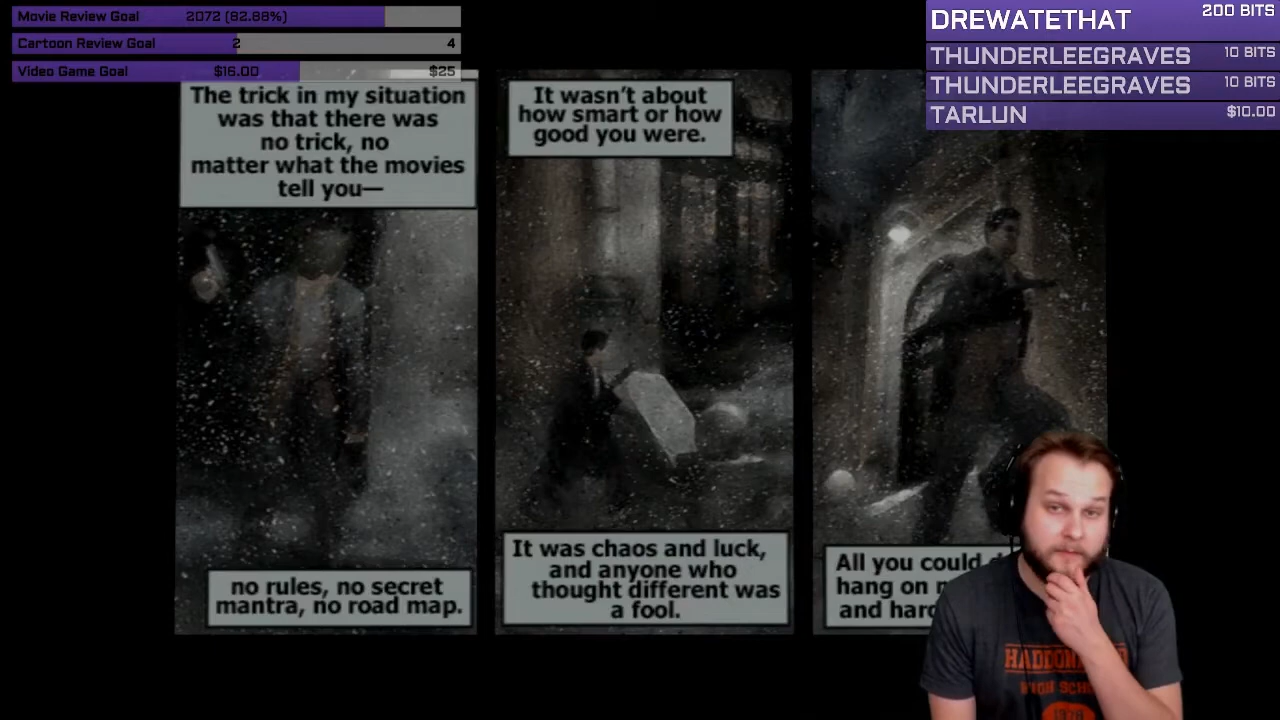 Movie Review Goal 2072 (82.88%)
Cartoon Review Goal 2 4
Video Game Goal $16.00 $25
DREWATETHAT 200 BITS
THUNDERLEEGRAVES 10 BITS
THUNDERLEEGRAVES 10 BITS
TARLUN $10.00
The trick in my situation
was that there was
no trick, no
matter what the movies
tell you—
no rules, no secret
mantra, no road map.
It wasn't about
how smart or how
good you were.
It was chaos and luck,
and anyone who
thought different was
a fool.
All you could
hang on
and
HIGH
1978